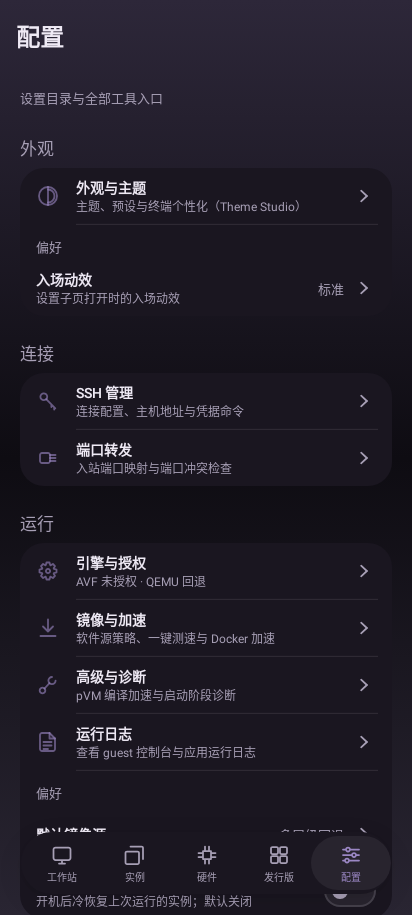 配置
设置目录与全部工具入口
外观
外观与主题
主题、预设与终端个性化（Theme Studio）
偏好
入场动效
标准
设置子页打开时的入场动效
连接
SSH 管理
连接配置、主机地址与凭据命令
端口转发
入站端口映射与端口冲突检查
运行
引擎与授权
AVF 未授权 · QEMU 回退
镜像与加速
软件源策略、一键测速与 Docker 加速
高级与诊断
pVM 编译加速与启动阶段诊断
运行日志
查看 guest 控制台与应用运行日志
偏好
工作站
实例
硬件
发行版
配置
开机后冷恢复上次运行的实例；默认关闭